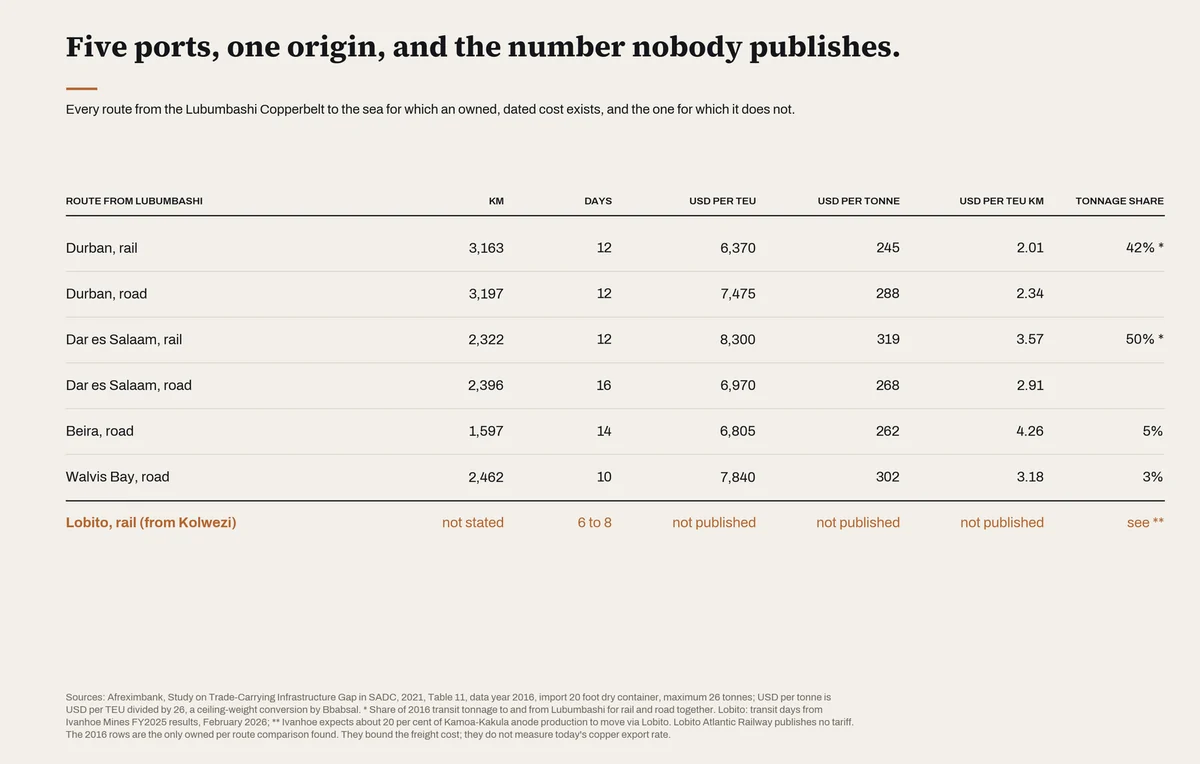 Five ports, one origin, and the number nobody publishes.
Every route from the Lubumbashi Copperbelt to the sea for which an owned, dated cost exists, and the one for which it does not.
ROUTE FROM LUBUMBASHI KM DAYS USD PER TEU USD PER TONNE USD PER TEU KM TONNAGE SHARE
Durban, rail 3,163 12 6,370 245 2.01 42% *
Durban, road 3,197 12 7,475 288 2.34
Dar es Salaam, rail 2,322 12 8,300 319 3.57 50% *
Dar es Salaam, road 2,396 16 6,970 268 2.91
Beira, road 1,597 14 6,805 262 4.26 5%
Walvis Bay, road 2,462 10 7,840 302 3.18 3%
Lobito, rail (from Kolwezi) not stated 6 to 8 not published not published not published see **
Sources: Afreximbank, Study on Trade-Carrying Infrastructure Gap in SADC, 2021, Table 11, data year 2016, import 20 foot dry container, maximum 26 tonnes; USD per tonne is
USD per TEU divided by 26, a ceiling-weight conversion by Bbabsal. * Share of 2016 transit tonnage to and from Lubumbashi for rail and road together. Lobito: transit days from
Ivanhoe Mines FY2025 results, February 2026; ** Ivanhoe expects about 20 per cent of Kamoa-Kakula anode production to move via Lobito. Lobito Atlantic Railway publishes no tariff.
The 2016 rows are the only owned per route comparison found. They bound the freight cost; they do not measure today's copper export rate.